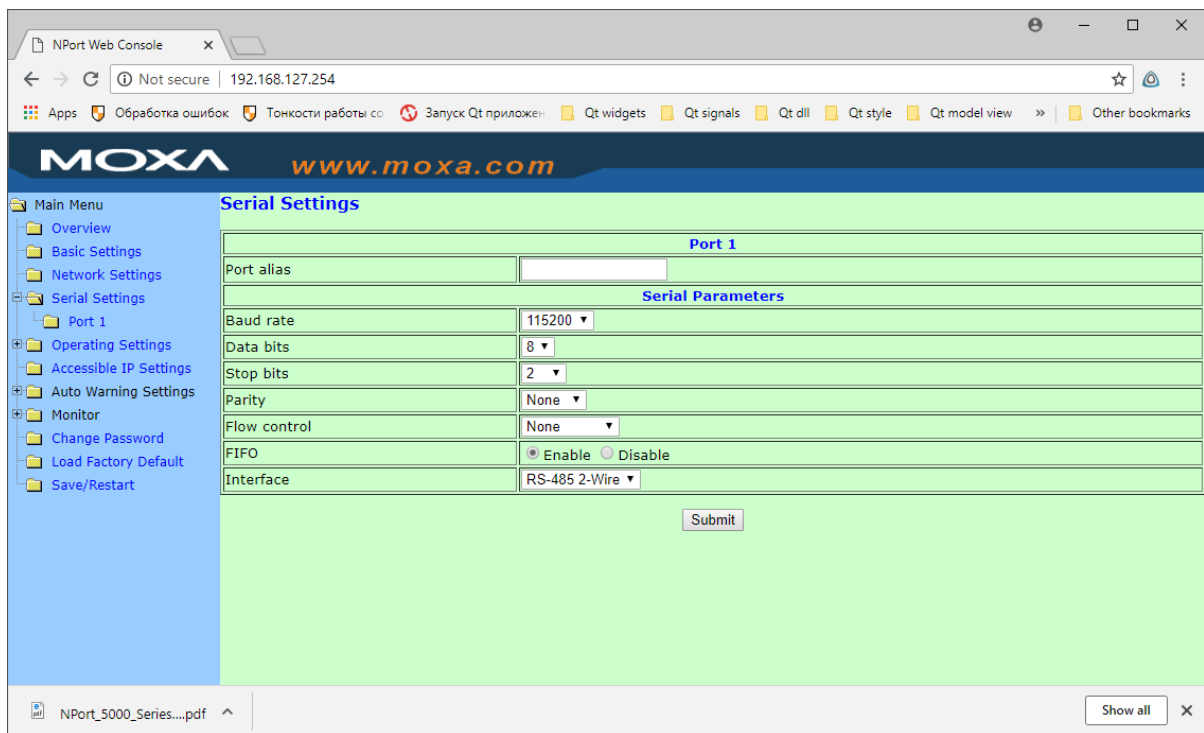 NPort Web Console
Not secure | 192.168.127.254
Apps Обработка ошибок Тонкости работы со Запуск Qt приложен Qt widgets Qt signals Qt dll Qt style Qt model view » Other bookmarks
MOXA www.moxa.com
Main Menu
Overview
Basic Settings
Network Settings
Serial Settings
Port 1
Operating Settings
Accessible IP Settings
Auto Warning Settings
Monitor
Change Password
Load Factory Default
Save/Restart
Serial Settings
Port 1
Port alias
Serial Parameters
Baud rate 115200
Data bits 8
Stop bits 2
Parity None
Flow control None
FIFO Enable Disable
Interface RS-485 2-Wire
Submit
NPort_5000_Series....pdf
Show all